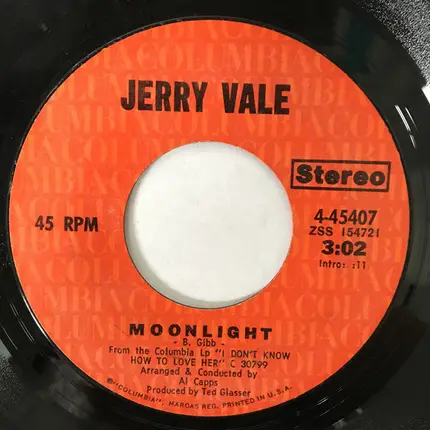 JERRY VALE
Stereo
45 RPM
4-45407
ZSS 154721
3:02
Intro: :11
MOONLIGHT
- B. Gibb -
From the Columbia Lp "I DON'T KNOW
HOW TO LOVE HER" C 30799
Arranged & Conducted by
Al Capps
Produced by Ted Glasser
®"COLUMBIA", MARCAS REG. PRINTED IN U.S.A.